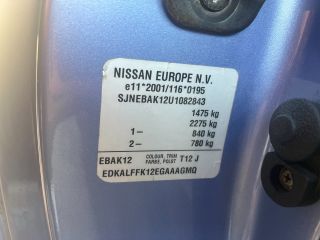 NISSAN EUROPE N.V.
e11*2001/116*0195
SJNEBAK12U1082843
1475 kg
2275 kg
1- 840 kg
2- 780 kg
EBAK12 COLOUR, TRIM FARBE, POLST T12 J
EDKALFFK12EGAAAGMQ